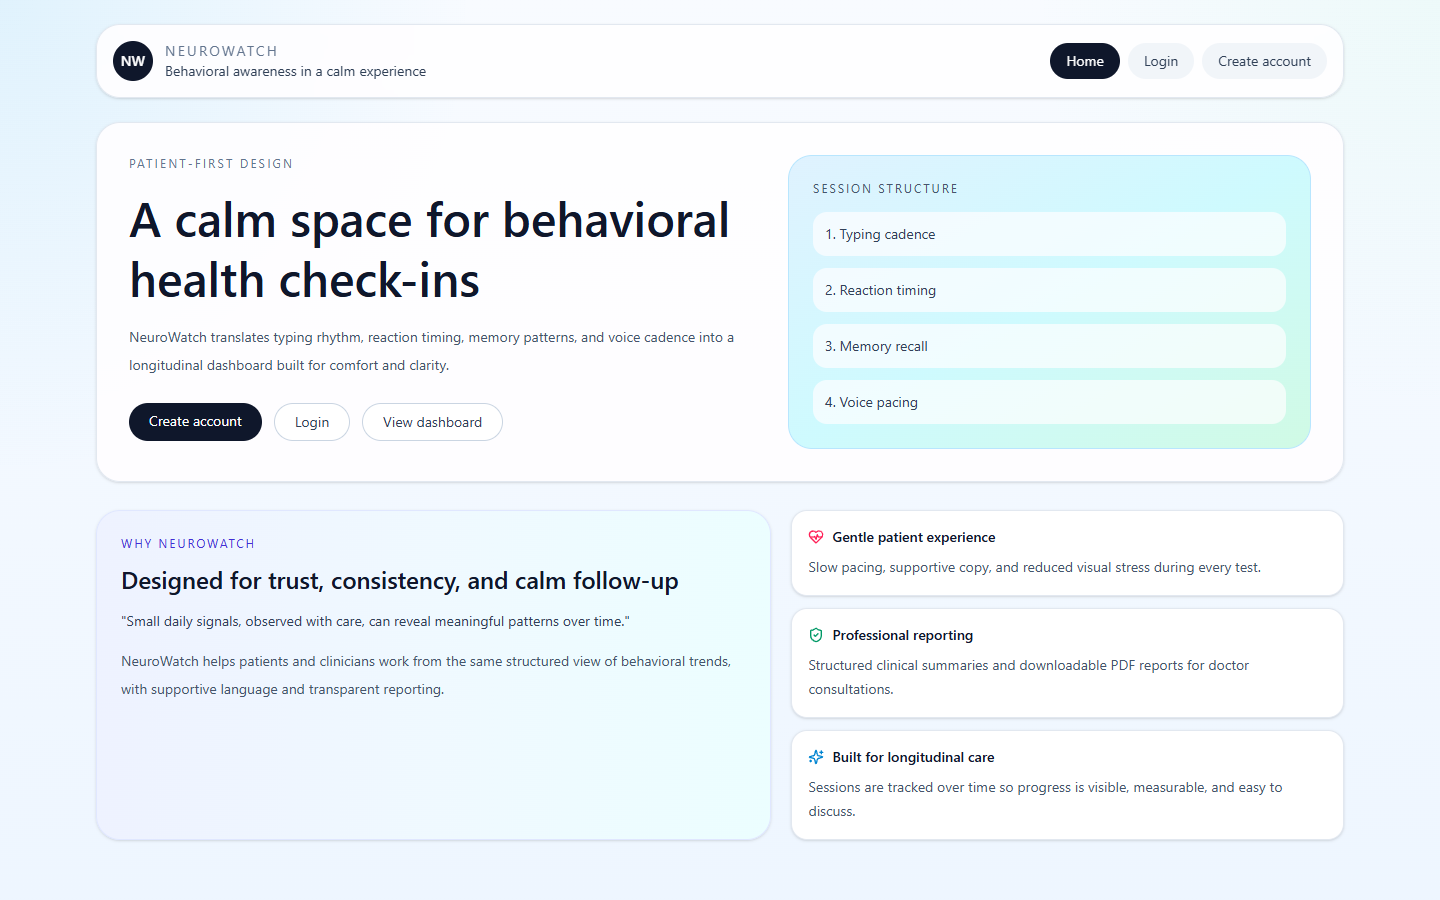 NW
NEUROWATCH
Behavioral awareness in a calm experience
Home
Login
Create account
PATIENT-FIRST DESIGN
A calm space for behavioral
health check-ins
NeuroWatch translates typing rhythm, reaction timing, memory patterns, and voice cadence into a
longitudinal dashboard built for comfort and clarity.
Create account
Login
View dashboard
SESSION STRUCTURE
1. Typing cadence
2. Reaction timing
3. Memory recall
4. Voice pacing
WHY NEUROWATCH
Designed for trust, consistency, and calm follow-up
"Small daily signals, observed with care, can reveal meaningful patterns over time."
NeuroWatch helps patients and clinicians work from the same structured view of behavioral trends,
with supportive language and transparent reporting.
Gentle patient experience
Slow pacing, supportive copy, and reduced visual stress during every test.
Professional reporting
Structured clinical summaries and downloadable PDF reports for doctor
consultations.
Built for longitudinal care
Sessions are tracked over time so progress is visible, measurable, and easy to
discuss.